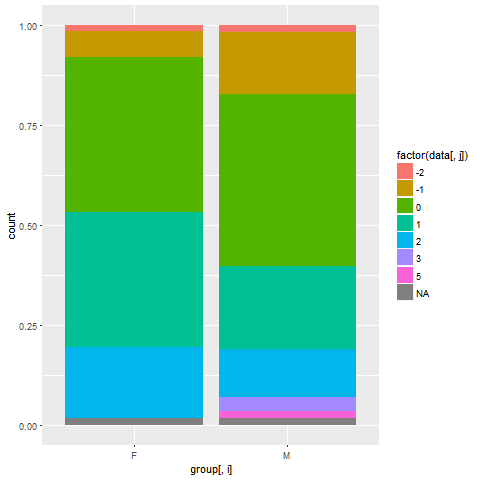 1.00
0.75
0.50
0.25
0.00
count
F
M
group[, i]
factor(data[, j])
-2
-1
0
1
2
3
5
NA